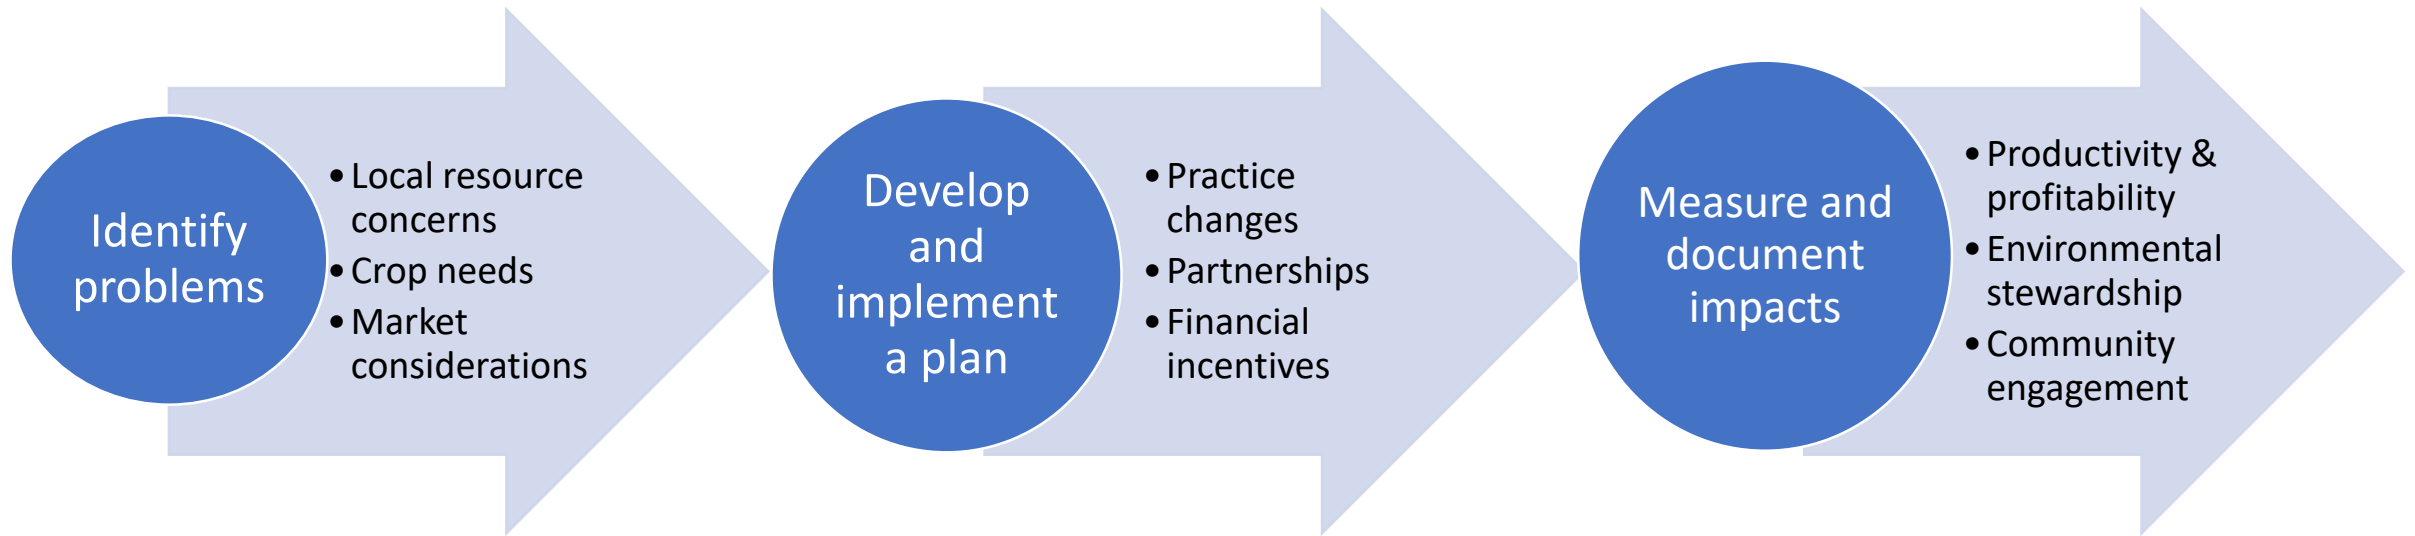 Identify
problems
•Local resource
concerns
•Crop needs
•Market
considerations
Develop
and
implement
a plan
•Practice
changes
•Partnerships
•Financial
incentives
Measure and
document
impacts
•Productivity &
profitability
•Environmental
stewardship
•Community
engagement